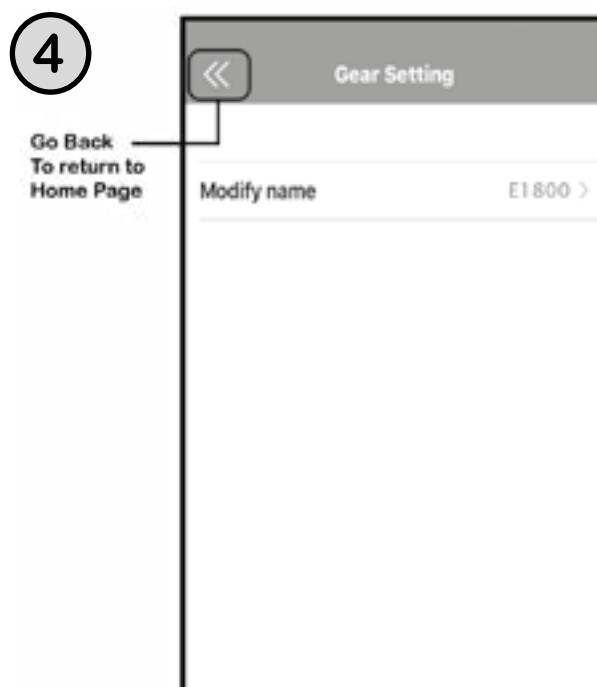 4
Gear Setting
Go Back
To return to
Home Page
Modify name
E1800 >